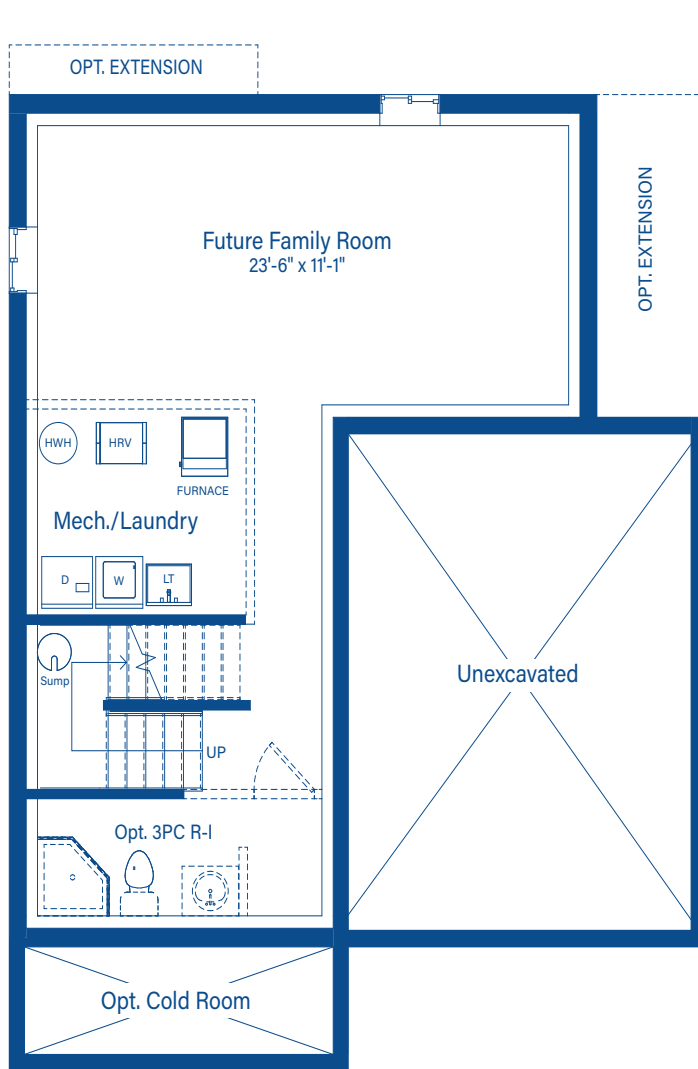 OPT. EXTENSION
OPT. EXTENSION
Future Family Room
23'-6" x 11'-1"
HWH
HRV
FURNACE
Mech./Laundry
D
W
LT
Sump
Unexcavated
UP
Opt. 3PC R-I
Opt. Cold Room